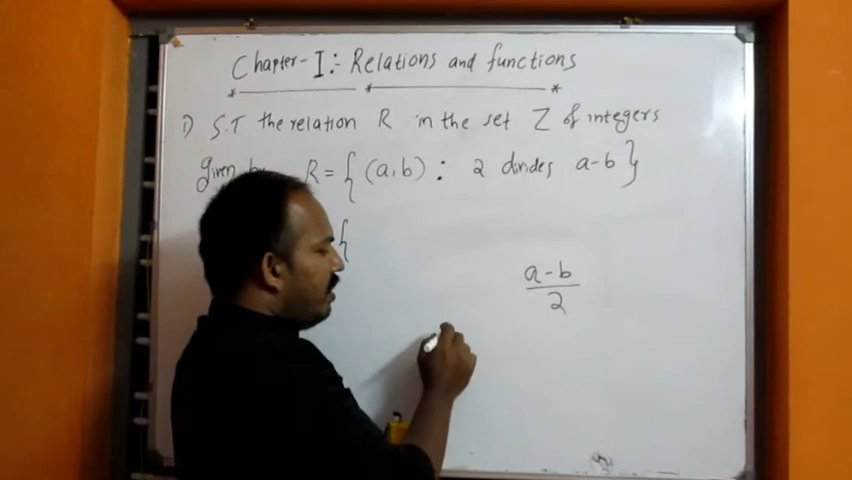 Chapter-I:- Relations and functions
1) S.T the relation R in the set Z of integers
given by R = { (a, b) : 2 divides a-b }
{
a-b
2